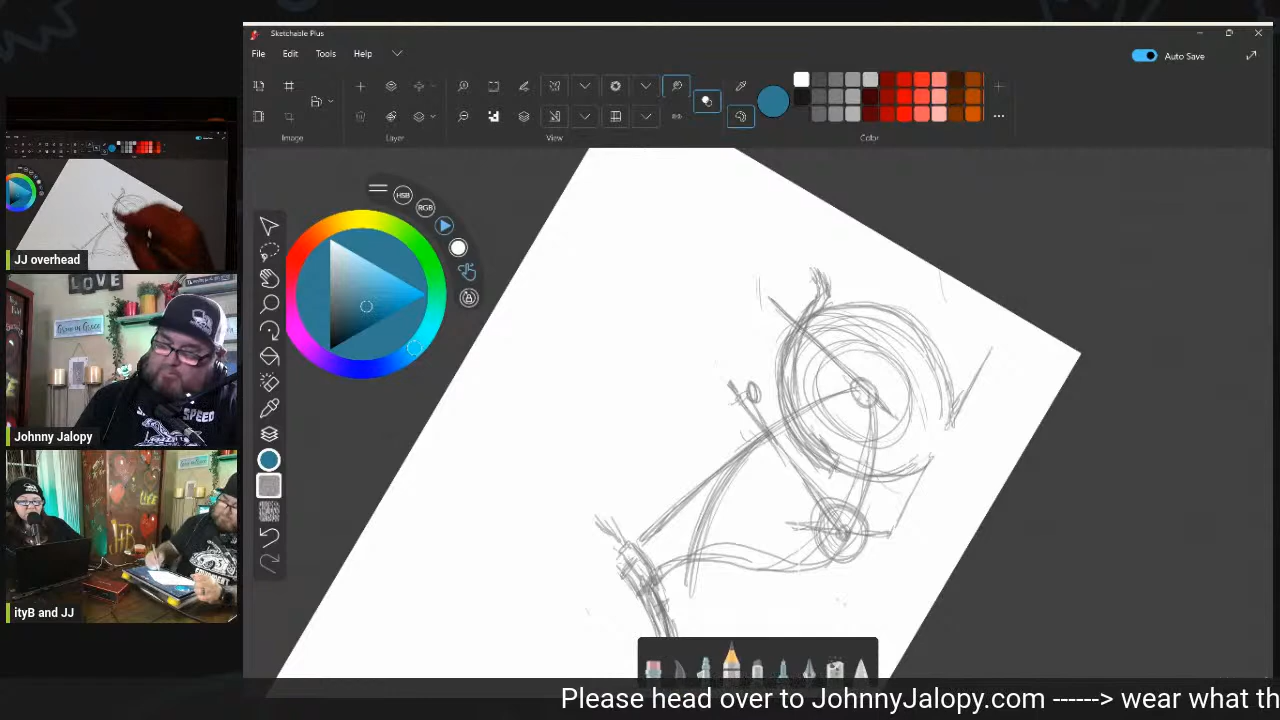 Sketchable Plus
File Edit Tools Help
Auto Save
Image
Layer
View
Color
HSB
RGB
JJ overhead
LOVE
Johnny Jalopy
SPEED
ityB and JJ
Please head over to JohnnyJalopy.com ------> wear what th